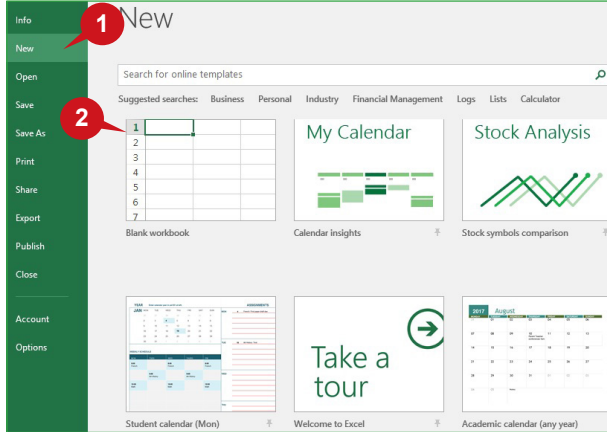 Info
New
Open
Save
Save As
Print
Share
Export
Publish
Close
Account
Options
1
2
New
Search for online templates
Suggested searches: Business Personal Industry Financial Management Logs Lists Calculator
1
2
3
4
5
6
7
Blank workbook
My Calendar
Calendar insights
Stock Analysis
Stock symbols comparison
YEAR
ASSIGNMENTS
JAN
Student calendar (Mon)
Take a
tour
Welcome to Excel
2017 August
Academic calendar (any year)